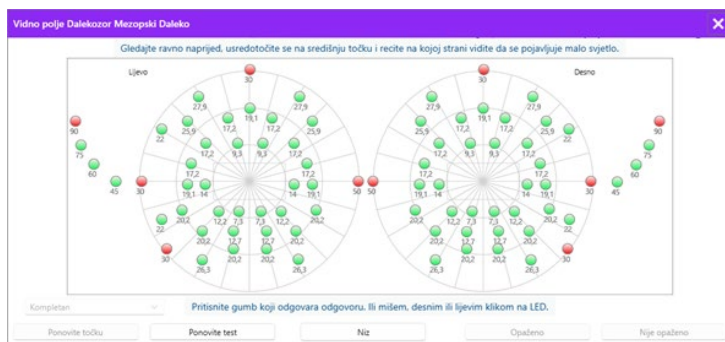 Vidno polje Dalekozor Mezopski Daleko
Gledajte ravno naprijed, usredotočite se na središnju točku i recite na kojoj strani vidite da se pojavljuje malo svjetlo.
Lijevo Desno
30 30
27,9 27,9 27,9 27,9
19,1 19,1
90 25,9 17,2 17,2 25,9 25,9 17,2 17,2 25,9 90
22 22
75 17,2 9,3 9,3 17,2 17,2 9,3 9,3 17,2 75
60 17,2 17,2 17,2 17,2 60
45 30 19,1 14 14 19,1 50 50 19,1 14 14 19,1 30 45
22 20,2 12,2 7,3 7,3 12,2 20,2 20,2 12,2 7,3 7,3 12,2 20,2 22
20,2 12,7 12,7 20,2 20,2 12,7 12,7 20,2
30 20,2 20,2 20,2 20,2 30
26,3 26,3 26,3 26,3
Kompletan Pritisnite gumb koji odgovara odgovoru. Ili mišem, desnim ili lijevim klikom na LED.
Ponovite točku Ponovite test Niz Opaženo Nije opaženo